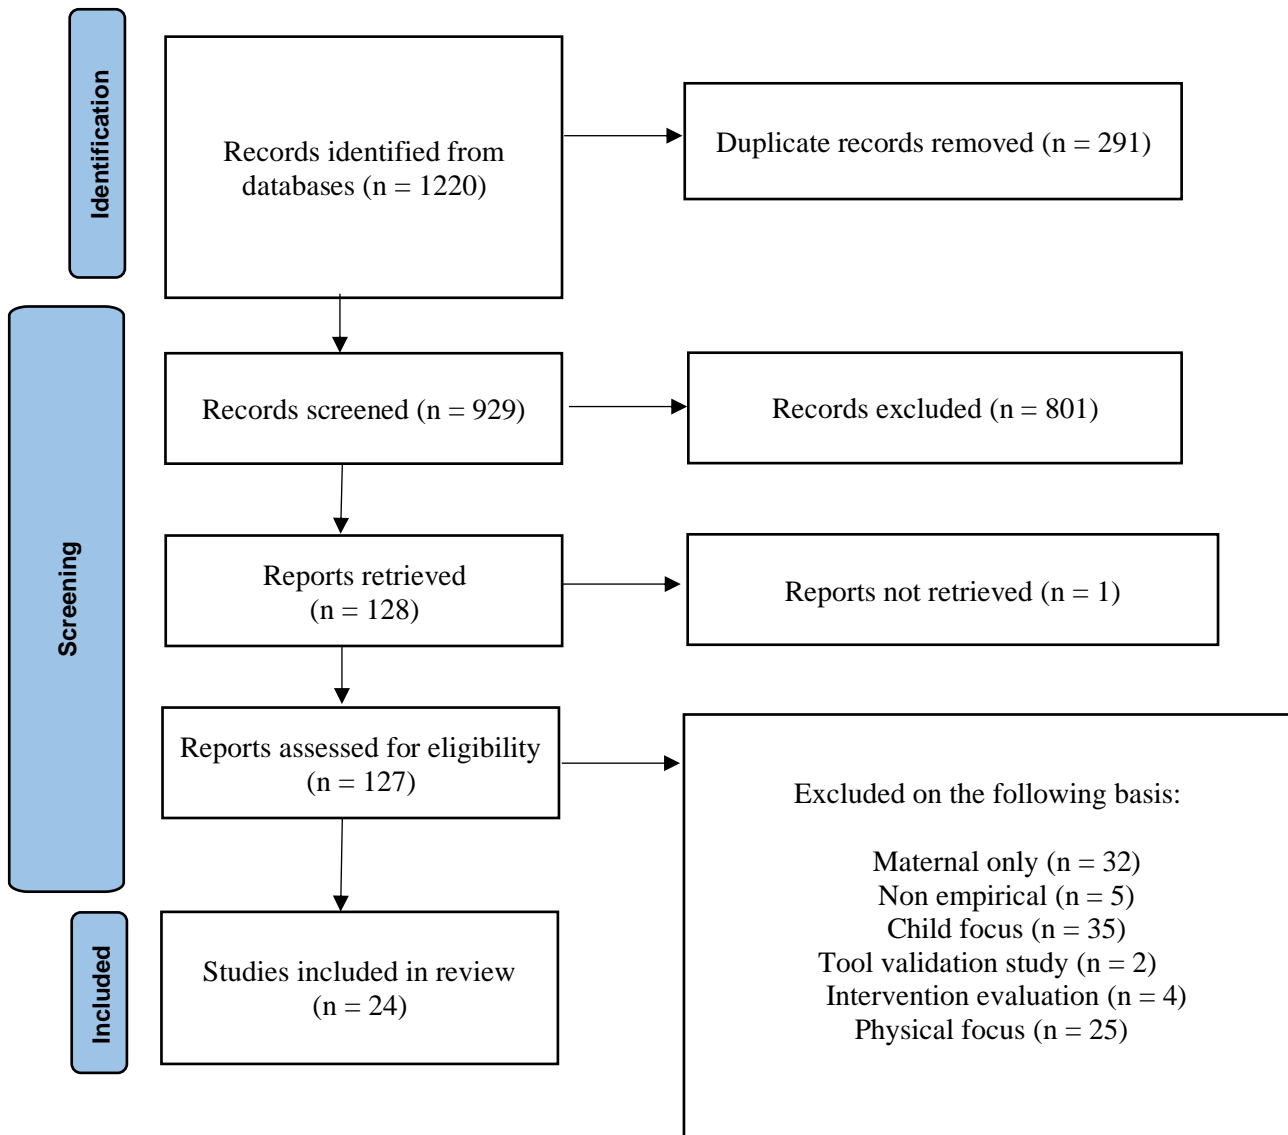 Identification
Records identified from
databases (n = 1220)
Duplicate records removed (n = 291)
Screening
Records screened (n = 929)
Records excluded (n = 801)
Reports retrieved
(n = 128)
Reports not retrieved (n = 1)
Reports assessed for eligibility
(n = 127)
Excluded on the following basis:
Maternal only (n = 32)
Non empirical (n = 5)
Child focus (n = 35)
Tool validation study (n = 2)
Intervention evaluation (n = 4)
Physical focus (n = 25)
Included
Studies included in review
(n = 24)